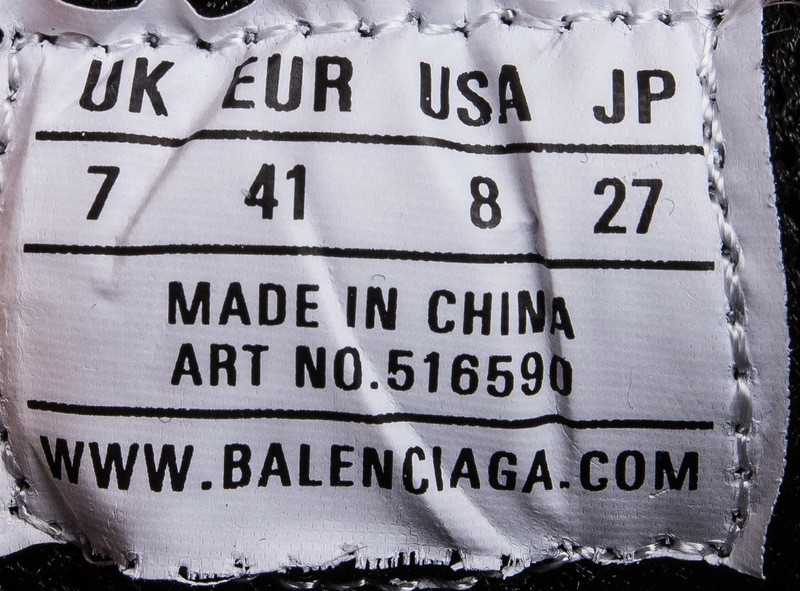 UK EUR USA JP
7 41 8 27
MADE IN CHINA
ART NO.516590
WWW.BALENCIAGA.COM